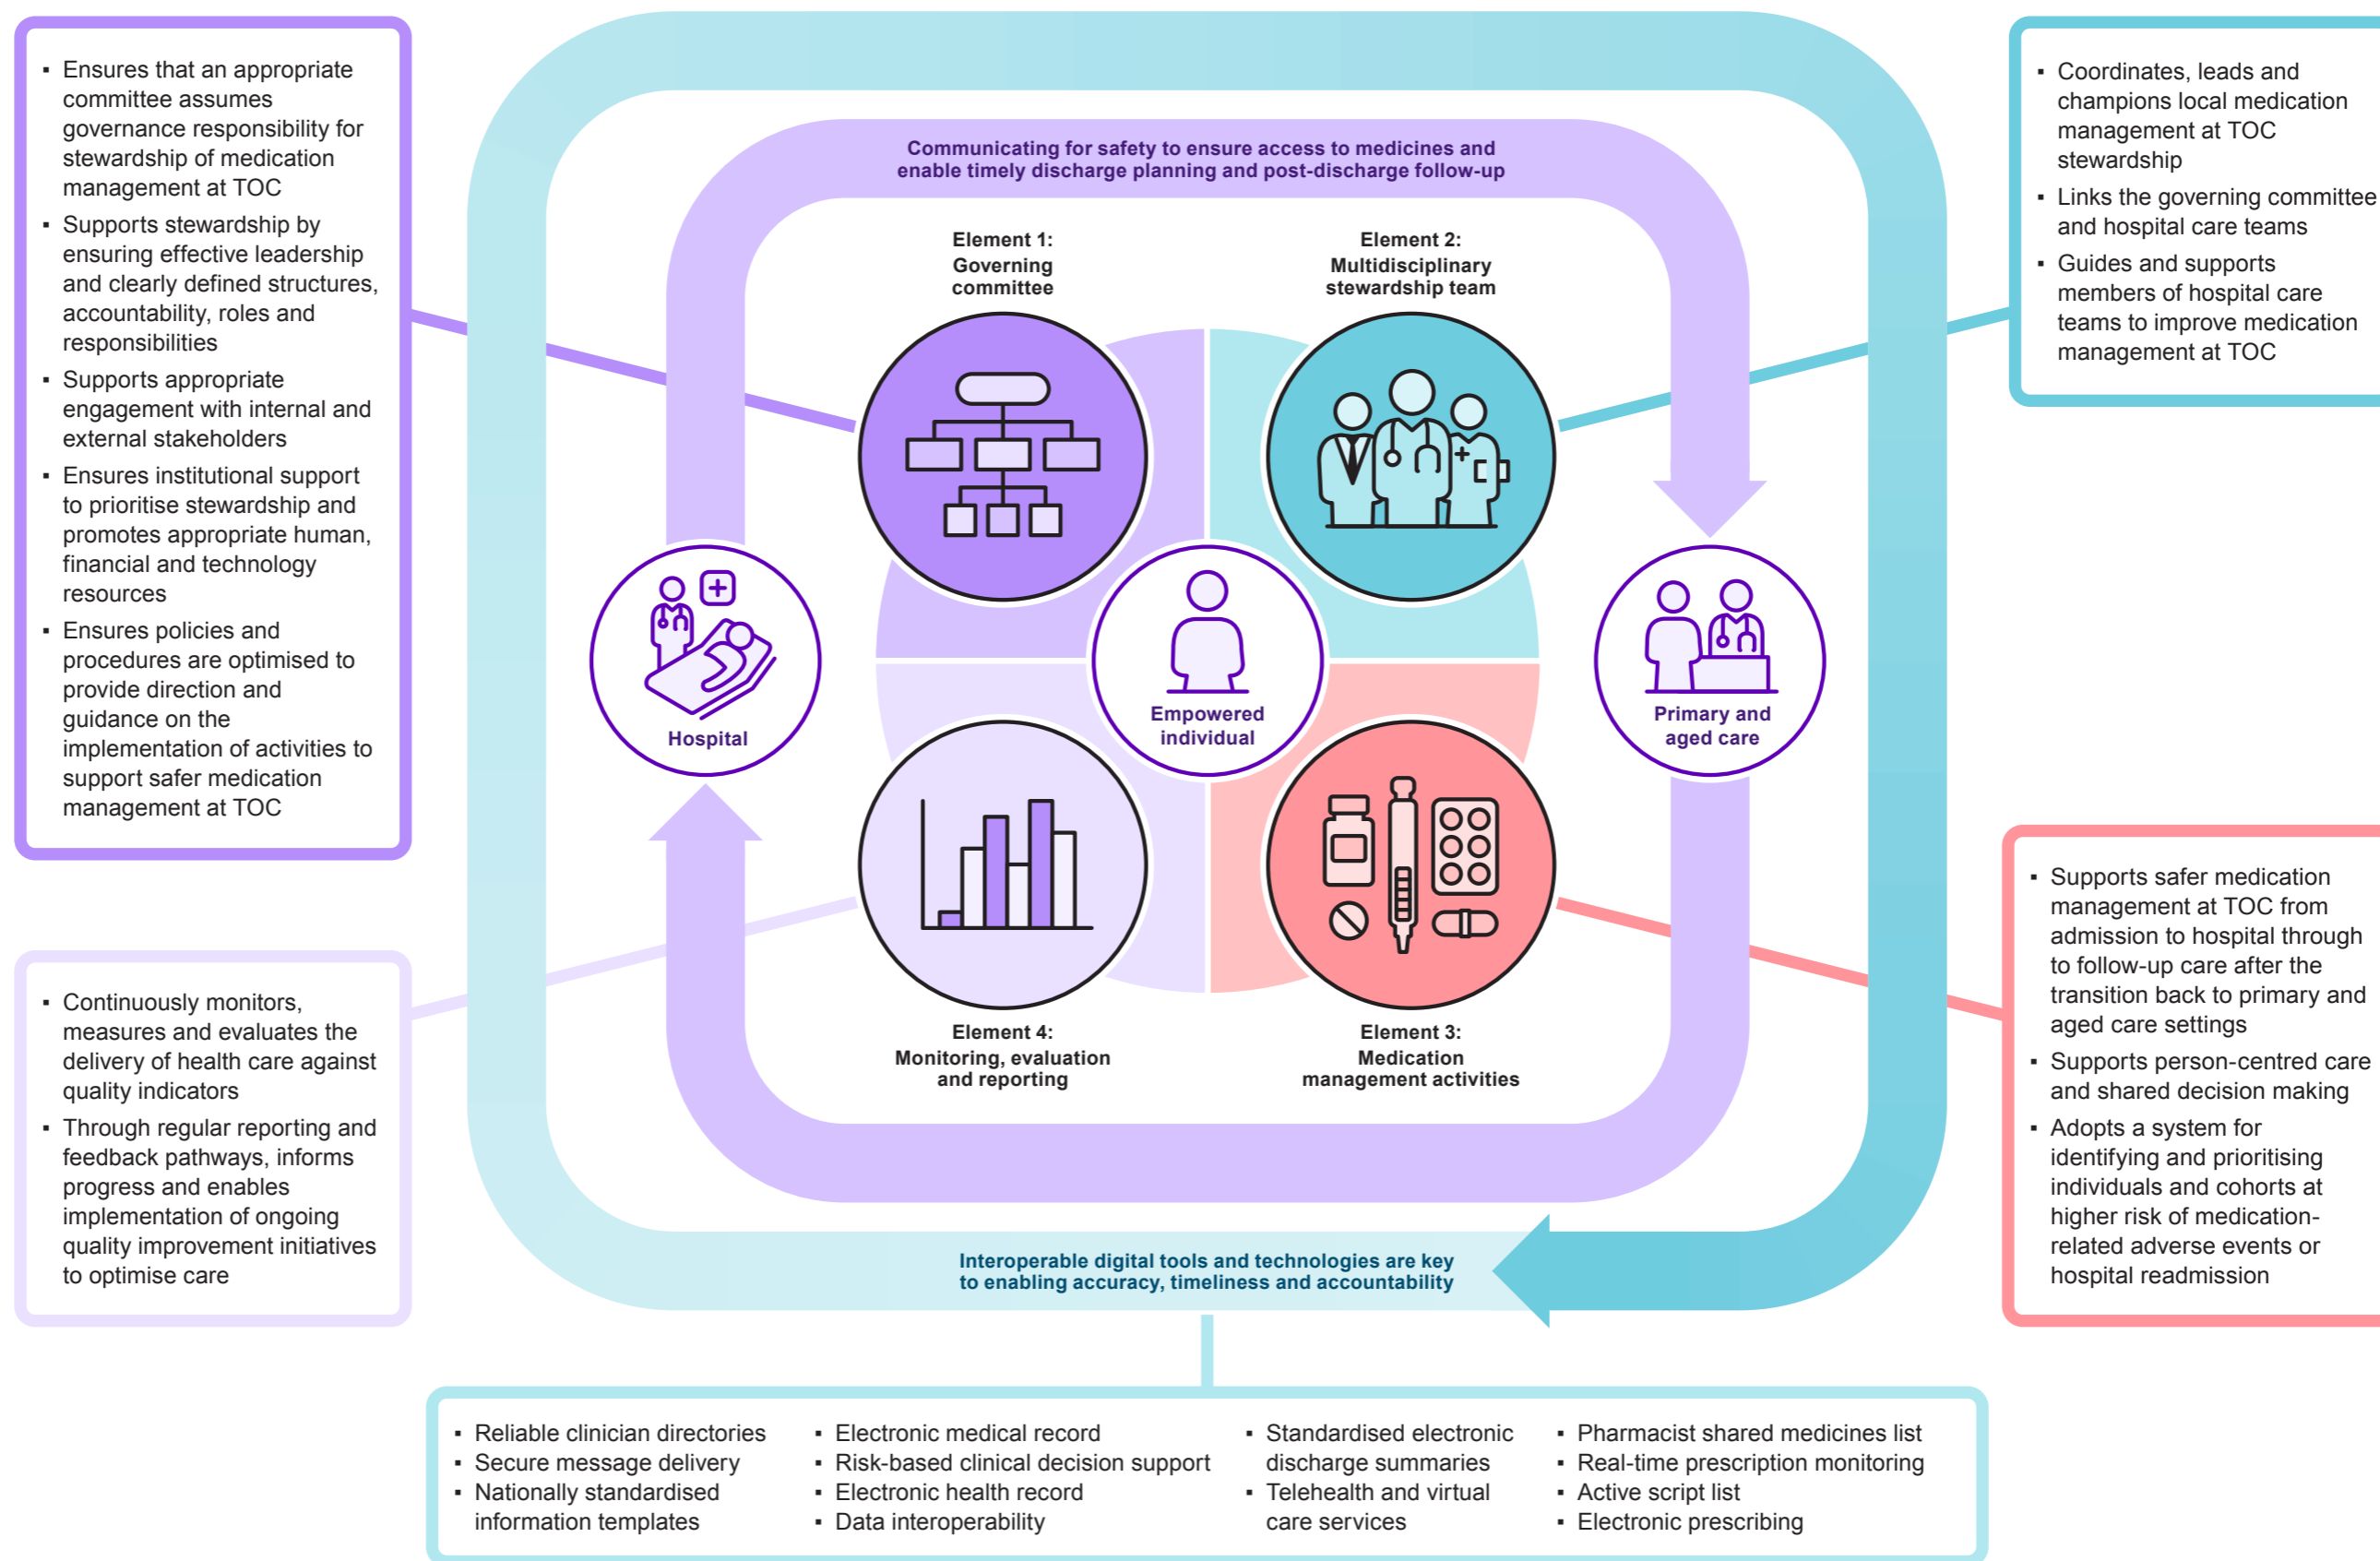 ▪ Ensures that an appropriate
committee assumes
governance responsibility for
stewardship of medication
management at TOC
▪ Supports stewardship by
ensuring effective leadership
and clearly defined structures,
accountability, roles and
responsibilities
▪ Supports appropriate
engagement with internal and
external stakeholders
▪ Ensures institutional support
to prioritise stewardship and
promotes appropriate human,
financial and technology
resources
▪ Ensures policies and
procedures are optimised to
provide direction and
guidance on the
implementation of activities to
support safer medication
management at TOC
▪ Continuously monitors,
measures and evaluates the
delivery of health care against
quality indicators
▪ Through regular reporting and
feedback pathways, informs
progress and enables
implementation of ongoing
quality improvement initiatives
to optimise care
Communicating for safety to ensure access to medicines and
enable timely discharge planning and post-discharge follow-up
Element 1:
Governing
committee
Element 2:
Multidisciplinary
stewardship team
Hospital
Empowered
individual
Primary and
aged care
Element 4:
Monitoring, evaluation
and reporting
Element 3:
Medication
management activities
Interoperable digital tools and technologies are key
to enabling accuracy, timeliness and accountability
▪ Coordinates, leads and
champions local medication
management at TOC
stewardship
▪ Links the governing committee
and hospital care teams
▪ Guides and supports
members of hospital care
teams to improve medication
management at TOC
▪ Supports safer medication
management at TOC from
admission to hospital through
to follow-up care after the
transition back to primary and
aged care settings
▪ Supports person-centred care
and shared decision making
▪ Adopts a system for
identifying and prioritising
individuals and cohorts at
higher risk of medication-
related adverse events or
hospital readmission
▪ Reliable clinician directories
▪ Secure message delivery
▪ Nationally standardised
information templates
▪ Electronic medical record
▪ Risk-based clinical decision support
▪ Electronic health record
▪ Data interoperability
▪ Standardised electronic
discharge summaries
▪ Telehealth and virtual
care services
▪ Pharmacist shared medicines list
▪ Real-time prescription monitoring
▪ Active script list
▪ Electronic prescribing